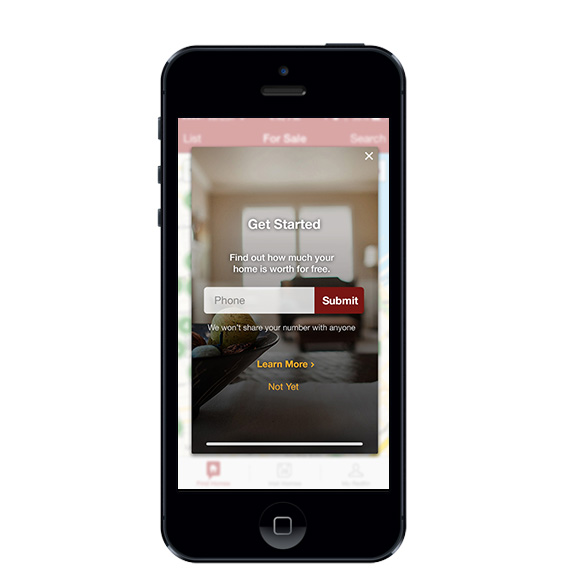 List For Sale Search
Get Started
Find out how much your
home is worth for free.
Phone Submit
We won't share your number with anyone
Learn More ›
Not Yet